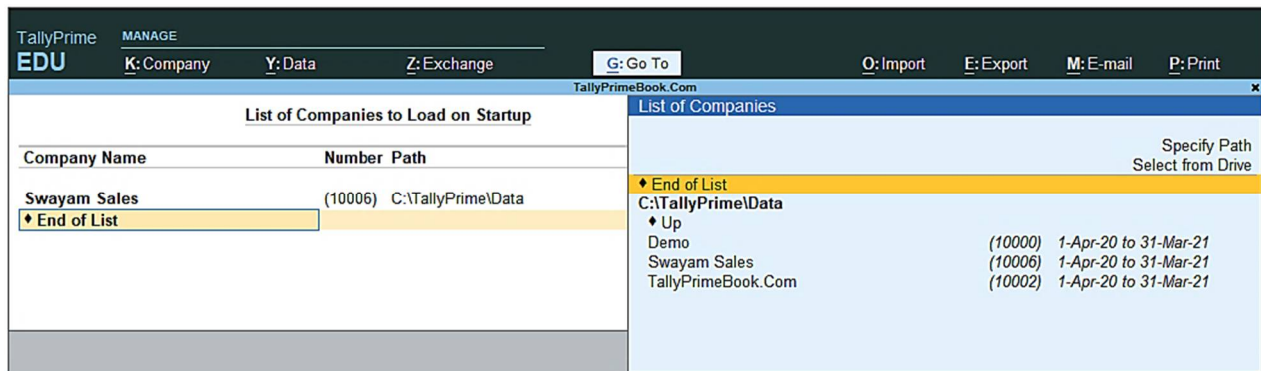 TallyPrime MANAGE
EDU K: Company Y: Data Z: Exchange G: Go To O: Import E: Export M: E-mail P: Print
TallyPrimeBook.Com x
List of Companies to Load on Startup
Company Name Number Path
Swayam Sales (10006) C:\TallyPrime\Data
♦ End of List
List of Companies
Specify Path
Select from Drive
♦ End of List
C:\TallyPrime\Data
♦ Up
Demo (10000) 1-Apr-20 to 31-Mar-21
Swayam Sales (10006) 1-Apr-20 to 31-Mar-21
TallyPrimeBook.Com (10002) 1-Apr-20 to 31-Mar-21